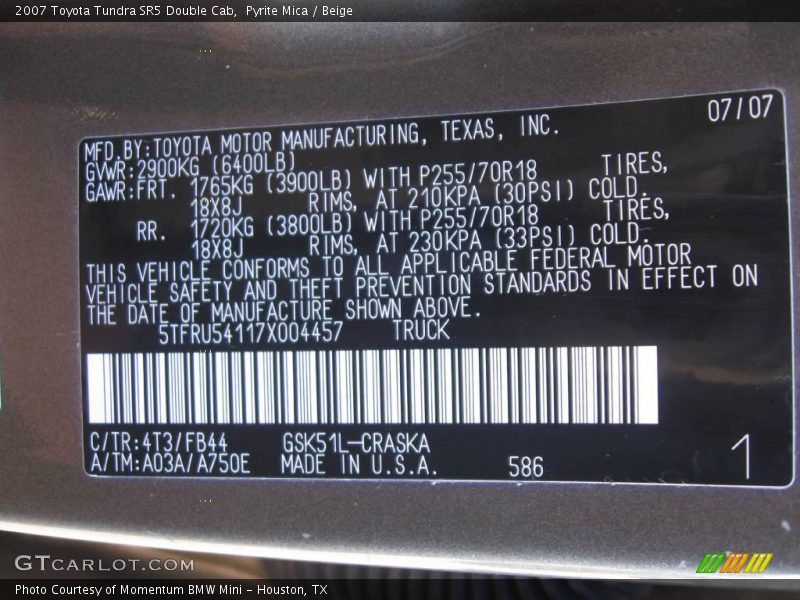 2007 Toyota Tundra SR5 Double Cab, Pyrite Mica / Beige
07/07
MFD.BY:TOYOTA MOTOR MANUFACTURING, TEXAS, INC.
GVWR:2900KG (6400LB)
GAWR:FRT. 1765KG (3900LB) WITH P255/70R18 TIRES,
18X8J RIMS, AT 210KPA (30PSI) COLD.
RR. 1720KG (3800LB) WITH P255/70R18 TIRES,
18X8J RIMS, AT 230KPA (33PSI) COLD.
THIS VEHICLE CONFORMS TO ALL APPLICABLE FEDERAL MOTOR
VEHICLE SAFETY AND THEFT PREVENTION STANDARDS IN EFFECT ON
THE DATE OF MANUFACTURE SHOWN ABOVE.
5TFRU54117X004457 TRUCK
C/TR:4T3/FB44 GSK51L-CRASKA
A/TM:A03A/A750E MADE IN U.S.A. 586 1
GTCARLOT.COM
Photo Courtesy of Momentum BMW Mini - Houston, TX